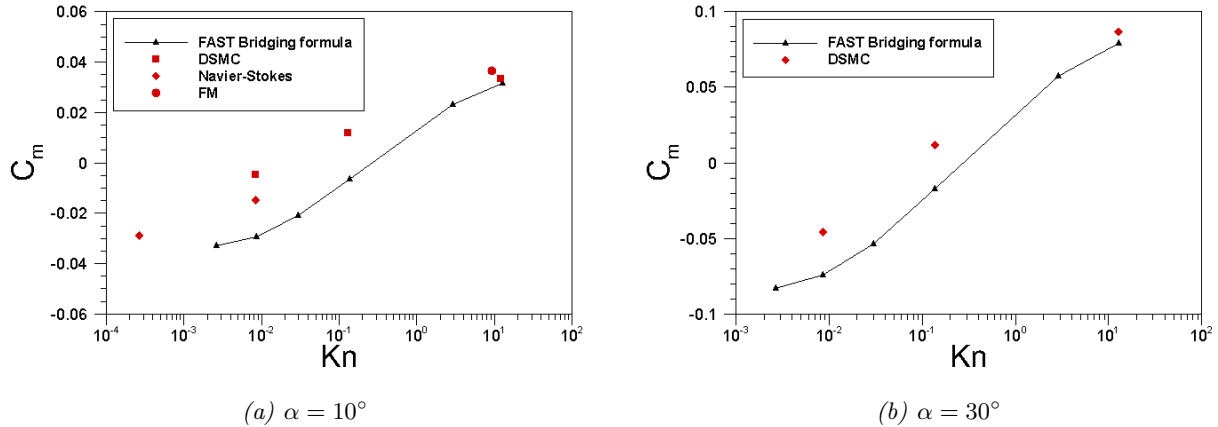 0.06
0.04
0.02
0
-0.02
-0.04
-0.06
C_m
FAST Bridging formula
DSMC
Navier-Stokes
FM
10^-4
10^-3
10^-2
10^-1
10^0
10^1
10^2
Kn
(a) α = 10°
0.1
0.05
0
-0.05
-0.1
C_m
FAST Bridging formula
DSMC
10^-3
10^-2
10^-1
10^0
10^1
10^2
Kn
(b) α = 30°